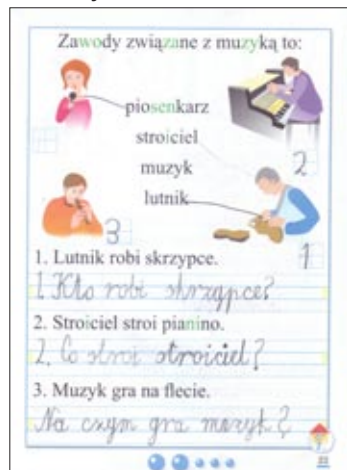 Zawody związane z muzyką to:
piosenkarz
stroiciel
2
muzyk
lutnik
3
1
1. Lutnik robi skrzypce.
1. Kto robi skrzypce?
2. Stroiciel stroi pianino.
2. Co stroi stroiciel?
3. Muzyk gra na flecie.
Na czym gra muzyk?